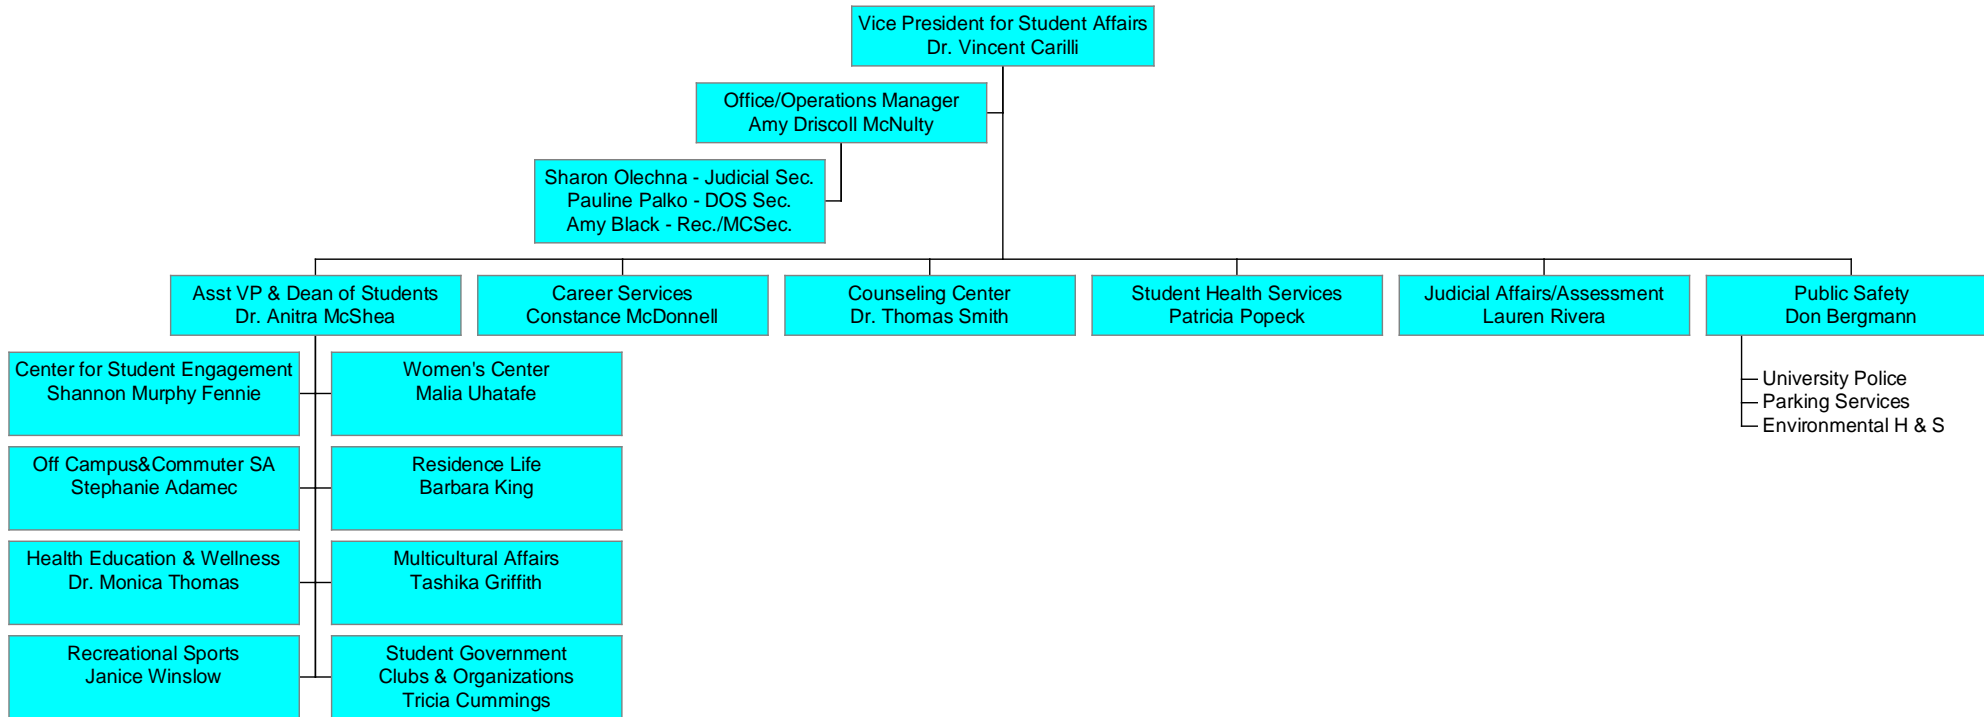 Vice President for Student Affairs
Dr. Vincent Carilli
Office/Operations Manager
Amy Driscoll McNulty
Sharon Olechna - Judicial Sec.
Pauline Palko - DOS Sec.
Amy Black - Rec./MCSec.
Asst VP & Dean of Students
Dr. Anitra McShea
Career Services
Constance McDonnell
Counseling Center
Dr. Thomas Smith
Student Health Services
Patricia Popeck
Judicial Affairs/Assessment
Lauren Rivera
Public Safety
Don Bergmann
Center for Student Engagement
Shannon Murphy Fennie
Women's Center
Malia Uhatafe
University Police
Parking Services
Environmental H & S
Off Campus&Commuter SA
Stephanie Adamec
Residence Life
Barbara King
Health Education & Wellness
Dr. Monica Thomas
Multicultural Affairs
Tashika Griffith
Recreational Sports
Janice Winslow
Student Government
Clubs & Organizations
Tricia Cummings